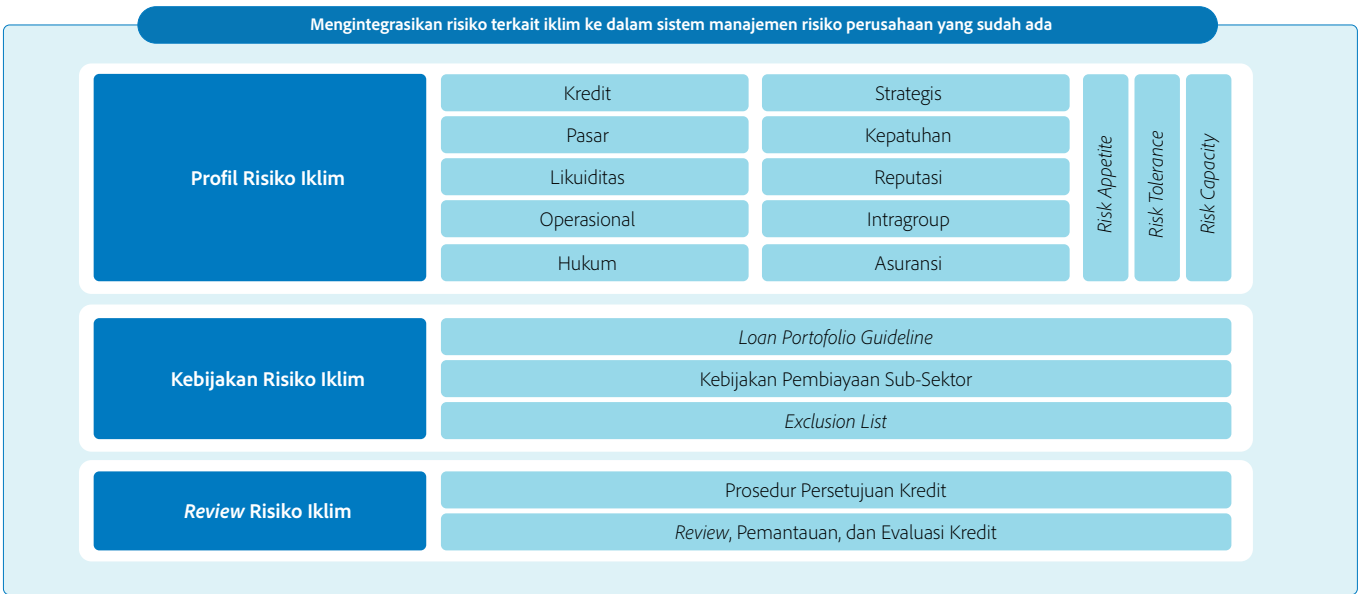 Mengintegrasikan risiko terkait iklim ke dalam sistem manajemen risiko perusahaan yang sudah ada
Profil Risiko Iklim
Kredit
Pasar
Likuiditas
Operasional
Hukum
Strategis
Kepatuhan
Reputasi
Intragroup
Asuransi
Risk Appetite
Risk Tolerance
Risk Capacity
Kebijakan Risiko Iklim
Loan Portofolio Guideline
Kebijakan Pembiayaan Sub-Sektor
Exclusion List
Review Risiko Iklim
Prosedur Persetujuan Kredit
Review, Pemantauan, dan Evaluasi Kredit